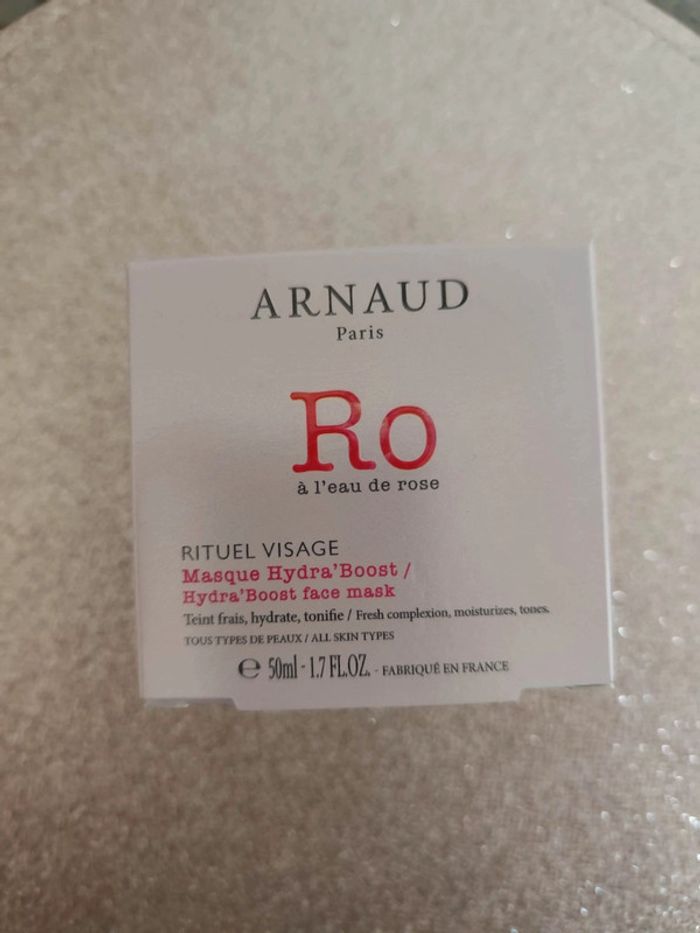 ARNAUD
Paris
Ro
à l'eau de rose
RITUEL VISAGE
Masque Hydra'Boost /
Hydra'Boost face mask
Teint frais, hydrate, tonifie / Fresh complexion, moisturizes, tones.
TOUS TYPES DE PEAUX / ALL SKIN TYPES
℮ 50ml - 1.7 FL.OZ. - FABRIQUÉ EN FRANCE